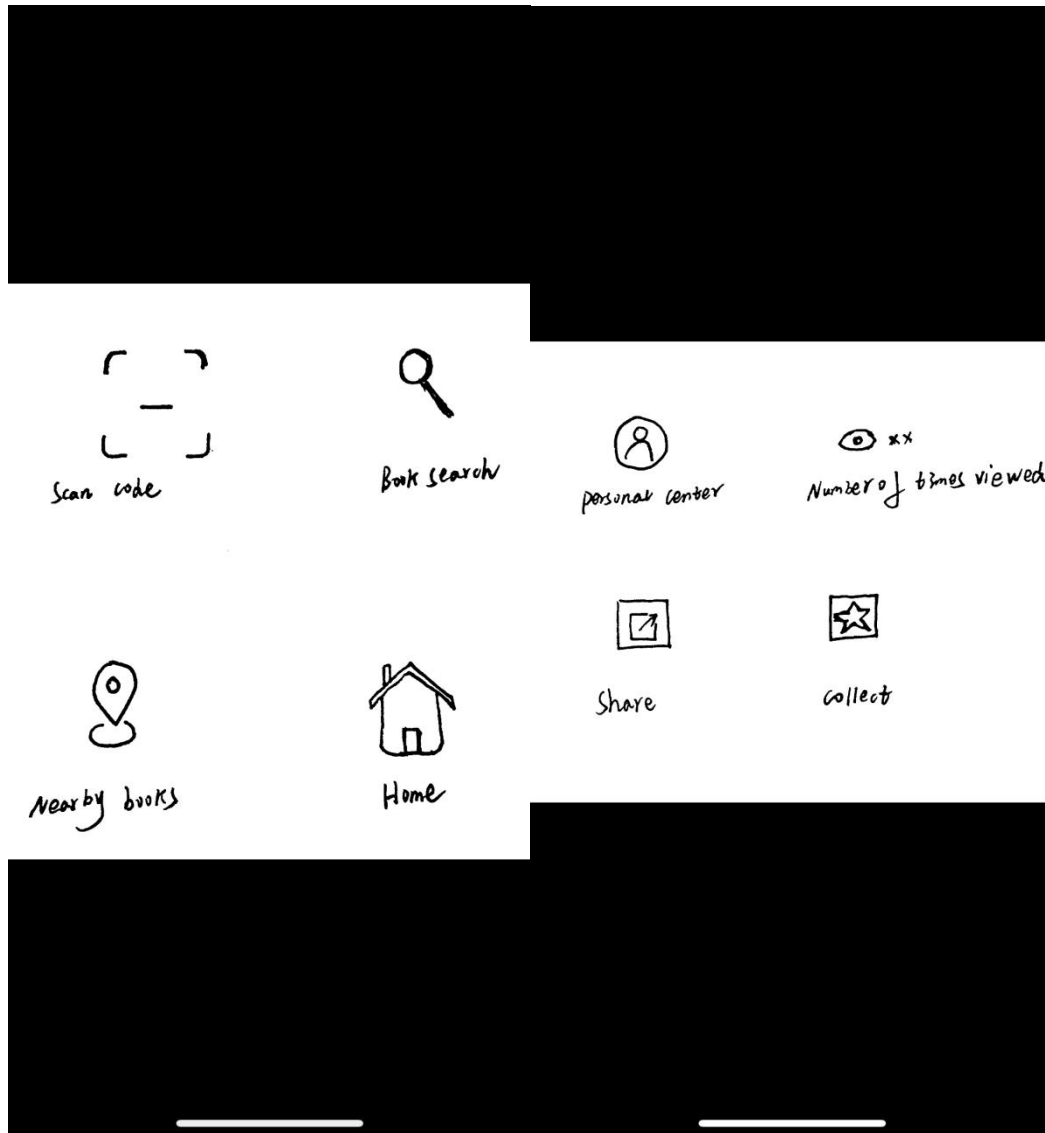 Scan code
Book search
Nearby books
Home
personal center
xx
Number of times viewed
Share
collect